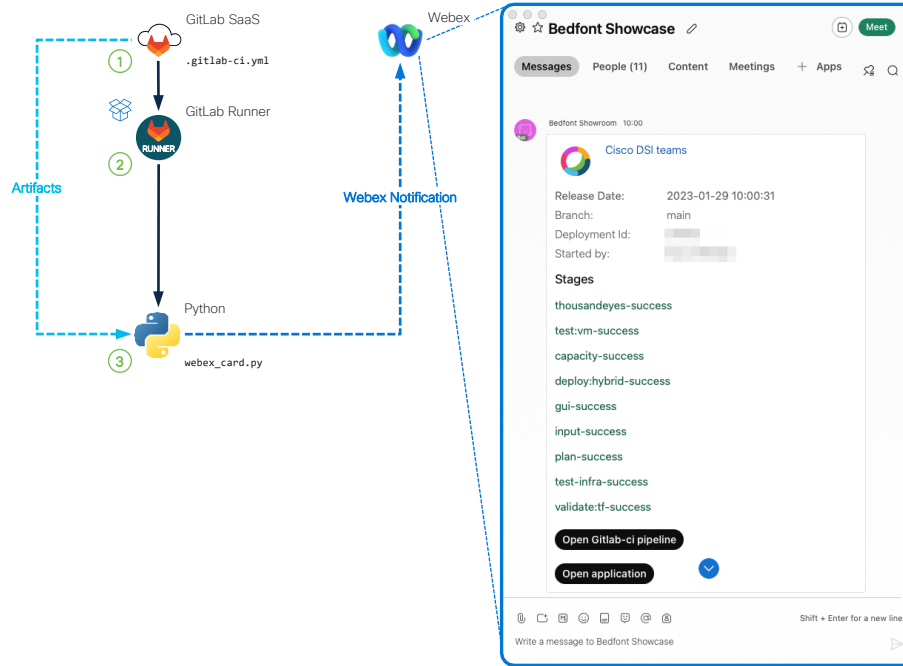 GitLab SaaS
1
.gitlab-ci.yml
GitLab Runner
RUNNER
2
Artifacts
Python
3
webex_card.py
Webex Notification
Webex
Bedfont Showcase
Meet
Messages People (11) Content Meetings + Apps
Bedfont Showroom 10:00
Cisco DSI teams
Release Date: 2023-01-29 10:00:31
Branch: main
Deployment Id:
Started by:
Stages
thousandeyes-success
test:vm-success
capacity-success
deploy:hybrid-success
gui-success
input-success
plan-success
test-infra-success
validate:tf-success
Open Gitlab-ci pipeline
Open application
Shift + Enter for a new line
Write a message to Bedfont Showcase